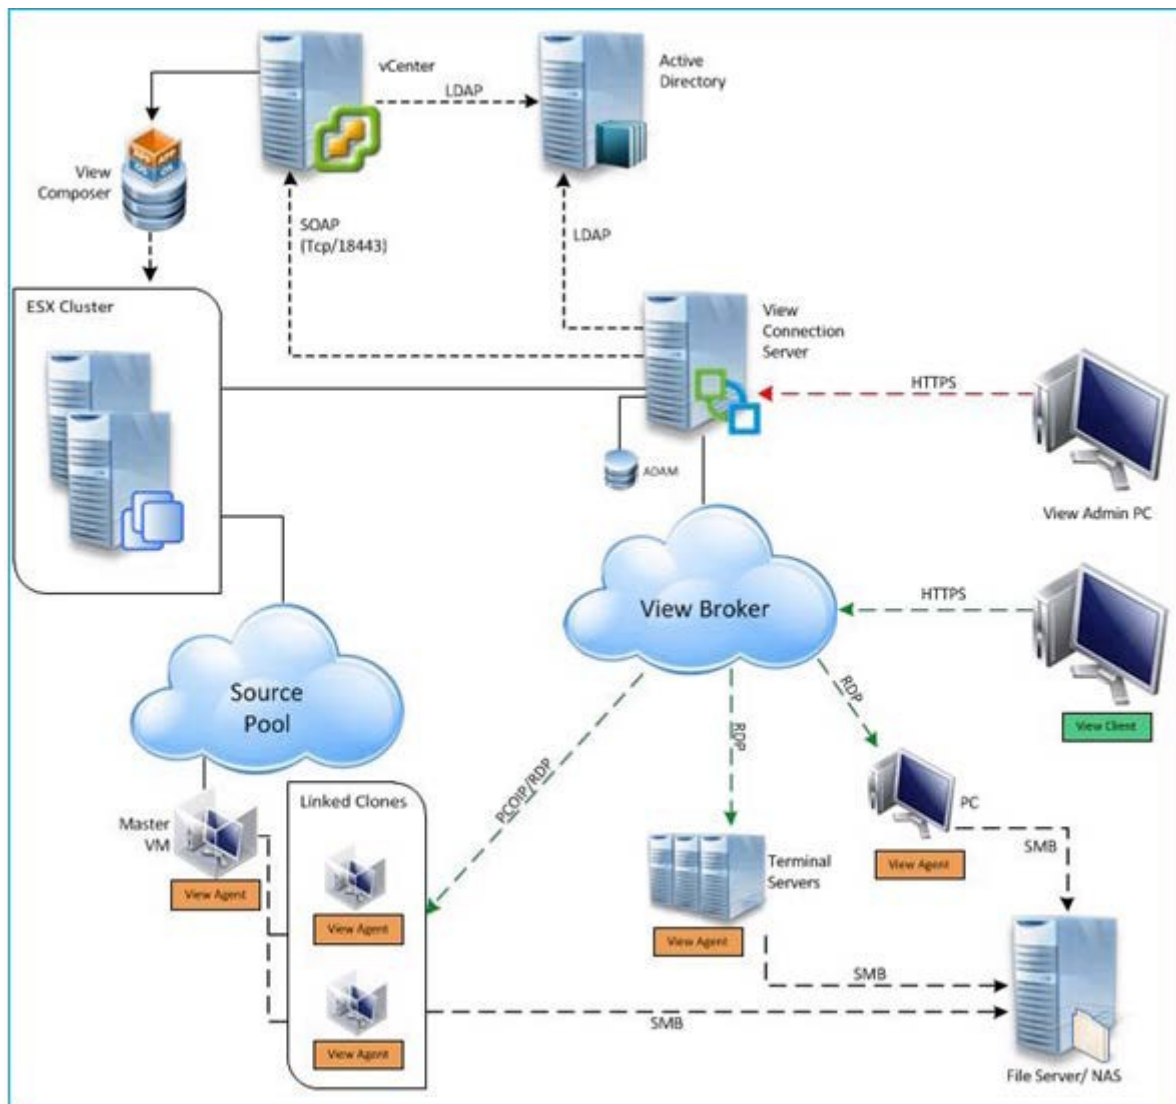 vCenter
LDAP
Active
Directory
View
Composer
SOAP
(Tcp/18443)
LDAP
ESX Cluster
View
Connection
Server
HTTPS
ADAM
View Admin PC
View Broker
HTTPS
Source
Pool
View Client
RDP
RDP
PCOIP/RDP
Linked Clones
Master
VM
PC
SMB
Terminal
Servers
View Agent
View Agent
View Agent
View Agent
SMB
SMB
View Agent
File Server/ NAS